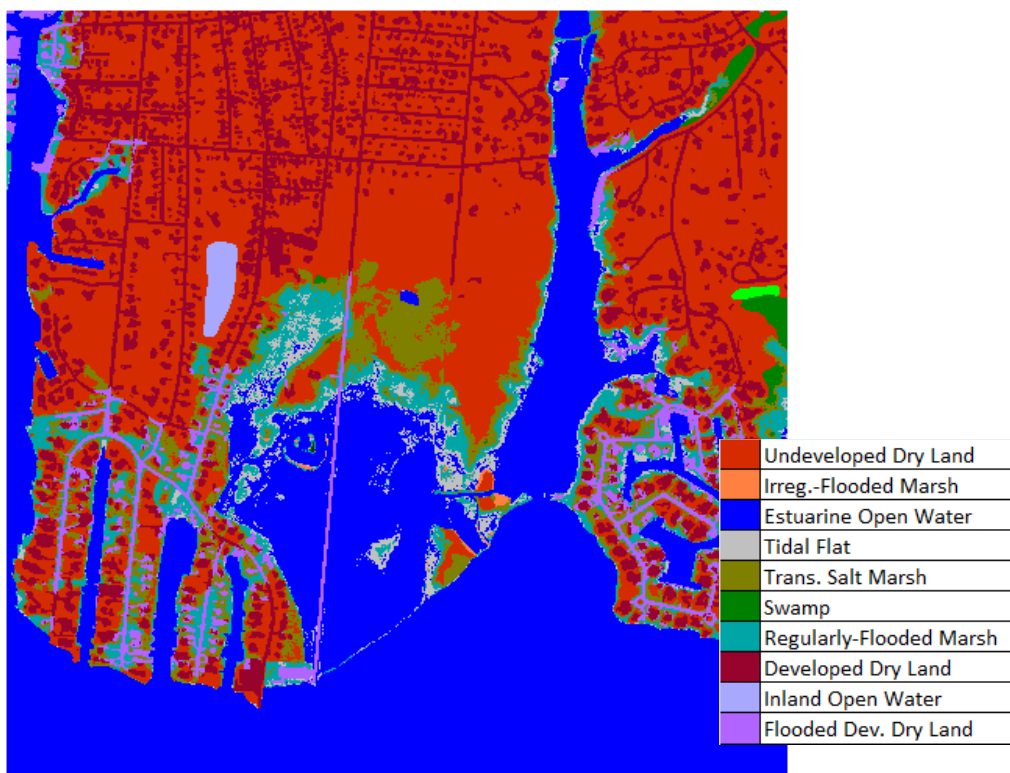 Undeveloped Dry Land
Irreg.-Flooded Marsh
Estuarine Open Water
Tidal Flat
Trans. Salt Marsh
Swamp
Regularly-Flooded Marsh
Developed Dry Land
Inland Open Water
Flooded Dev. Dry Land